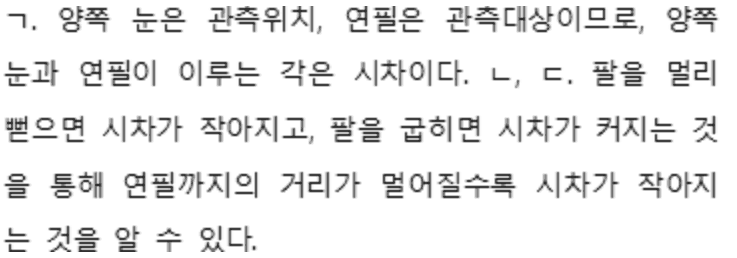 ㄱ. 양쪽 눈은 관측위치, 연필은 관측대상이므로, 양쪽
눈과 연필이 이루는 각은 시차이다. ㄴ, ㄷ. 팔을 멀리
뻗으면 시차가 작아지고, 팔을 굽히면 시차가 커지는 것
을 통해 연필까지의 거리가 멀어질수록 시차가 작아지
는 것을 알 수 있다.